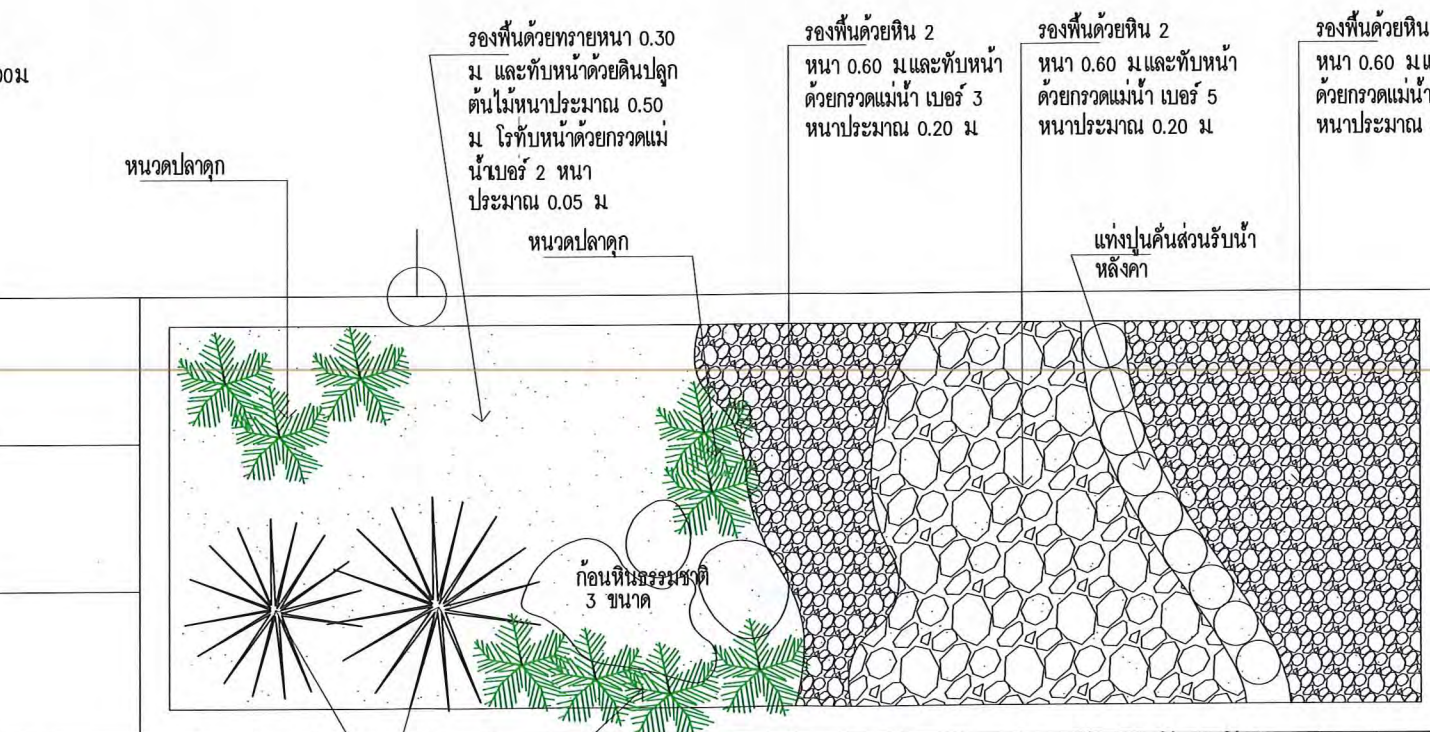 00ม
หนวดปลาดุก
รองพื้นด้วยทรายหนา 0.30
ม และทับหน้าด้วยดินปลูก
ต้นไม้หนาประมาณ 0.50
ม โรทับหน้าด้วยกรวดแม่
น้ำเบอร์ 2 หนา
ประมาณ 0.05 ม
หนวดปลาดุก
รองพื้นด้วยหิน 2
หนา 0.60 มและทับหน้า
ด้วยกรวดแม่น้ำ เบอร์ 3
หนาประมาณ 0.20 ม
รองพื้นด้วยหิน 2
หนา 0.60 มและทับหน้า
ด้วยกรวดแม่น้ำ เบอร์ 5
หนาประมาณ 0.20 ม
แท่งปูนคั่นส่วนรับน้ำ
หลังคา
รองพื้นด้วยหิน
หนา 0.60 มแ
ด้วยกรวดแม่น้ำ
หนาประมาณ
ก้อนหินธรรมชาติ
3 ขนาด